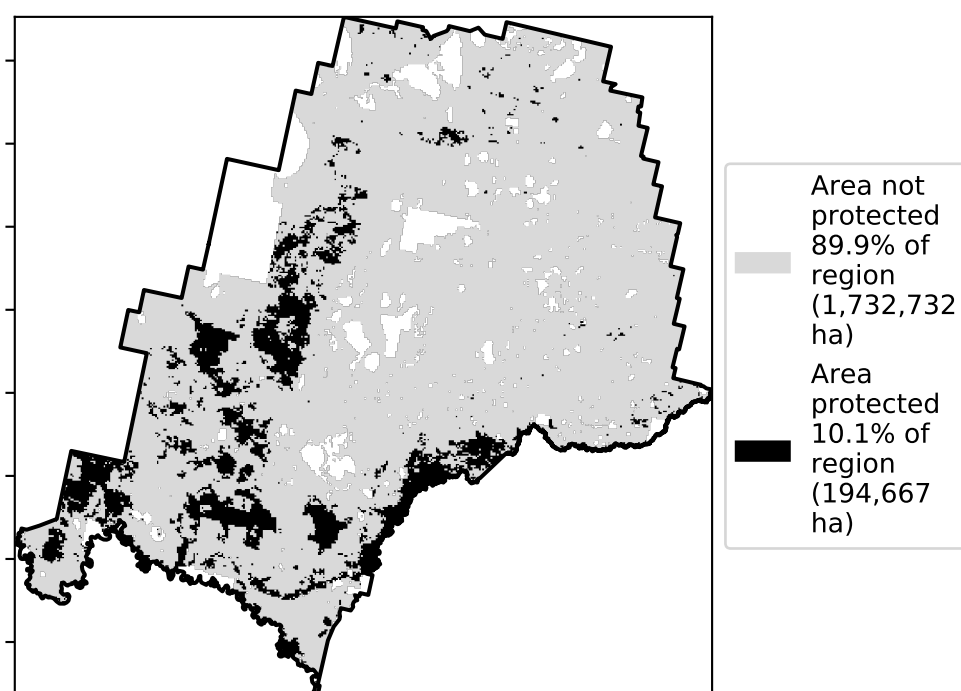 Area not
protected
89.9% of
region
(1,732,732
ha)
Area
protected
10.1% of
region
(194,667
ha)